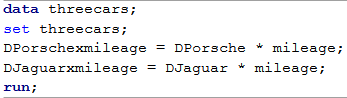 data threecars;
set threecars;
DPorschexmileage = DPorsche * mileage;
DJaguarxmileage = DJaguar * mileage;
run;